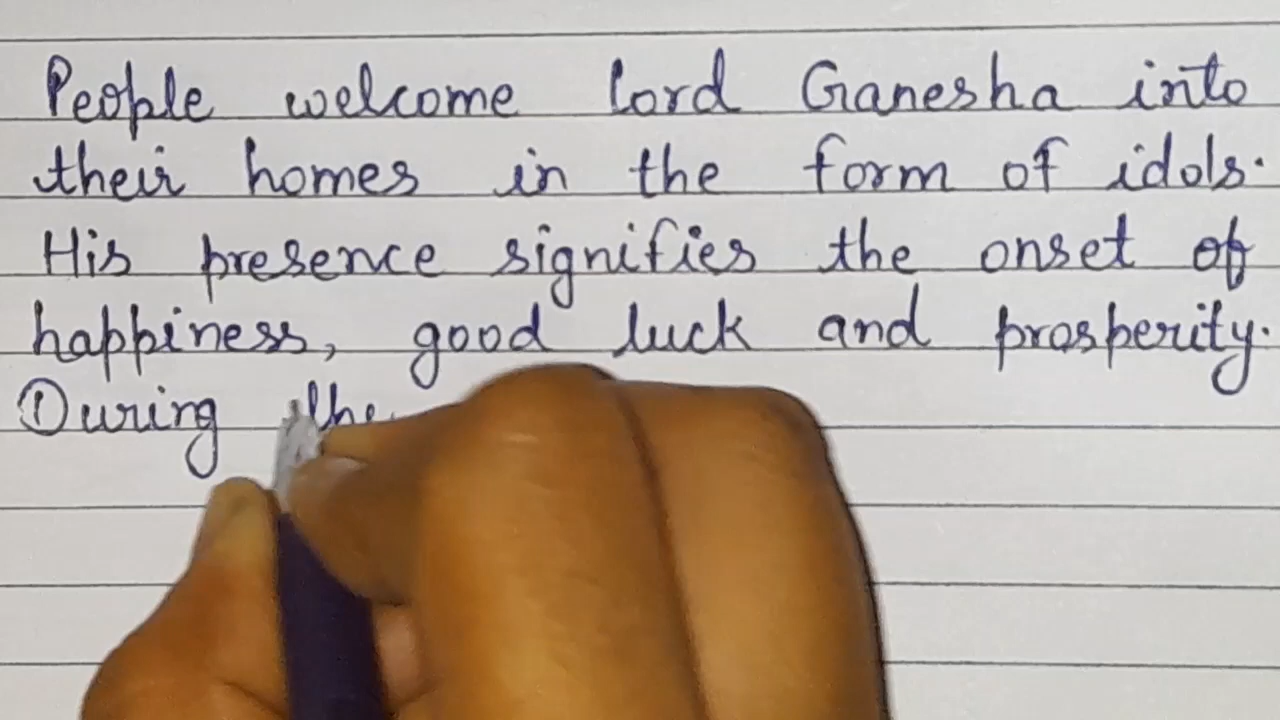 People welcome lord Ganesha into
their homes in the form of idols.
His presence signifies the onset of
happiness, good luck and prosperity.
During the